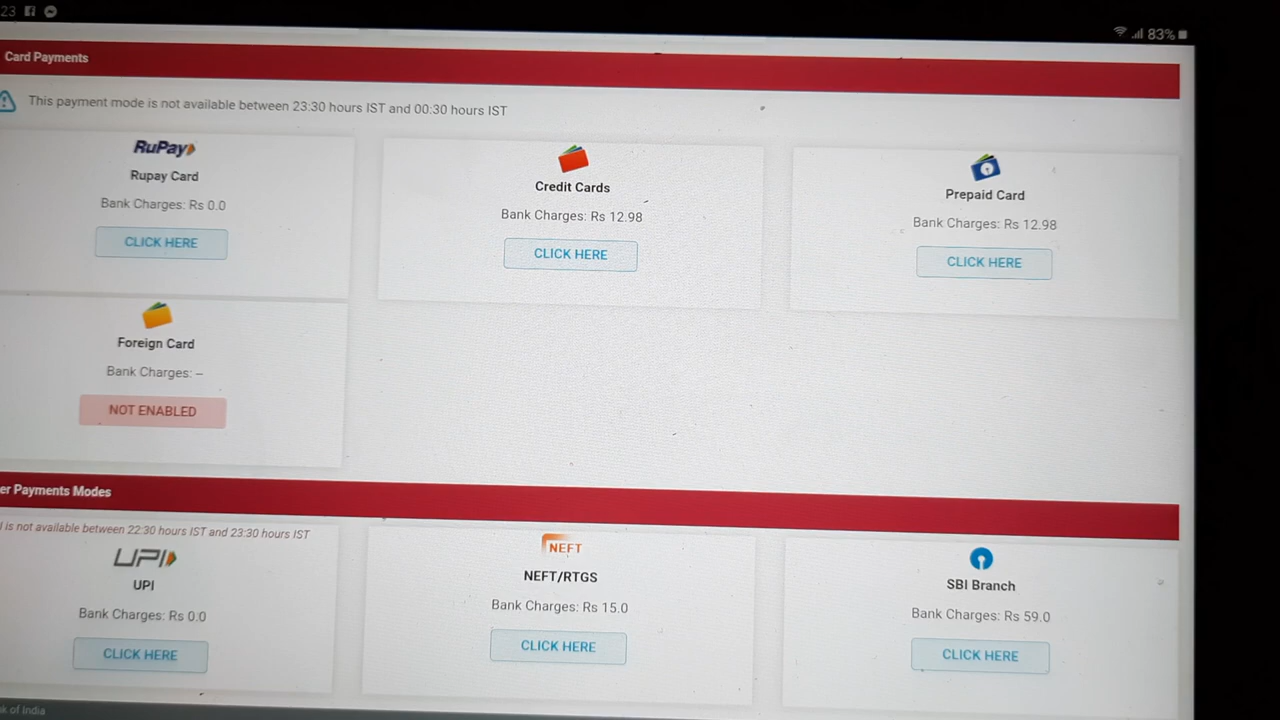 23
83%
Card Payments
This payment mode is not available between 23:30 hours IST and 00:30 hours IST
RuPay
Rupay Card
Bank Charges: Rs 0.0
CLICK HERE
Credit Cards
Bank Charges: Rs 12.98
CLICK HERE
Prepaid Card
Bank Charges: Rs 12.98
CLICK HERE
Foreign Card
Bank Charges: –
NOT ENABLED
er Payments Modes
I is not available between 22:30 hours IST and 23:30 hours IST
UPI
UPI
Bank Charges: Rs 0.0
CLICK HERE
NEFT
NEFT/RTGS
Bank Charges: Rs 15.0
CLICK HERE
SBI Branch
Bank Charges: Rs 59.0
CLICK HERE
k of India